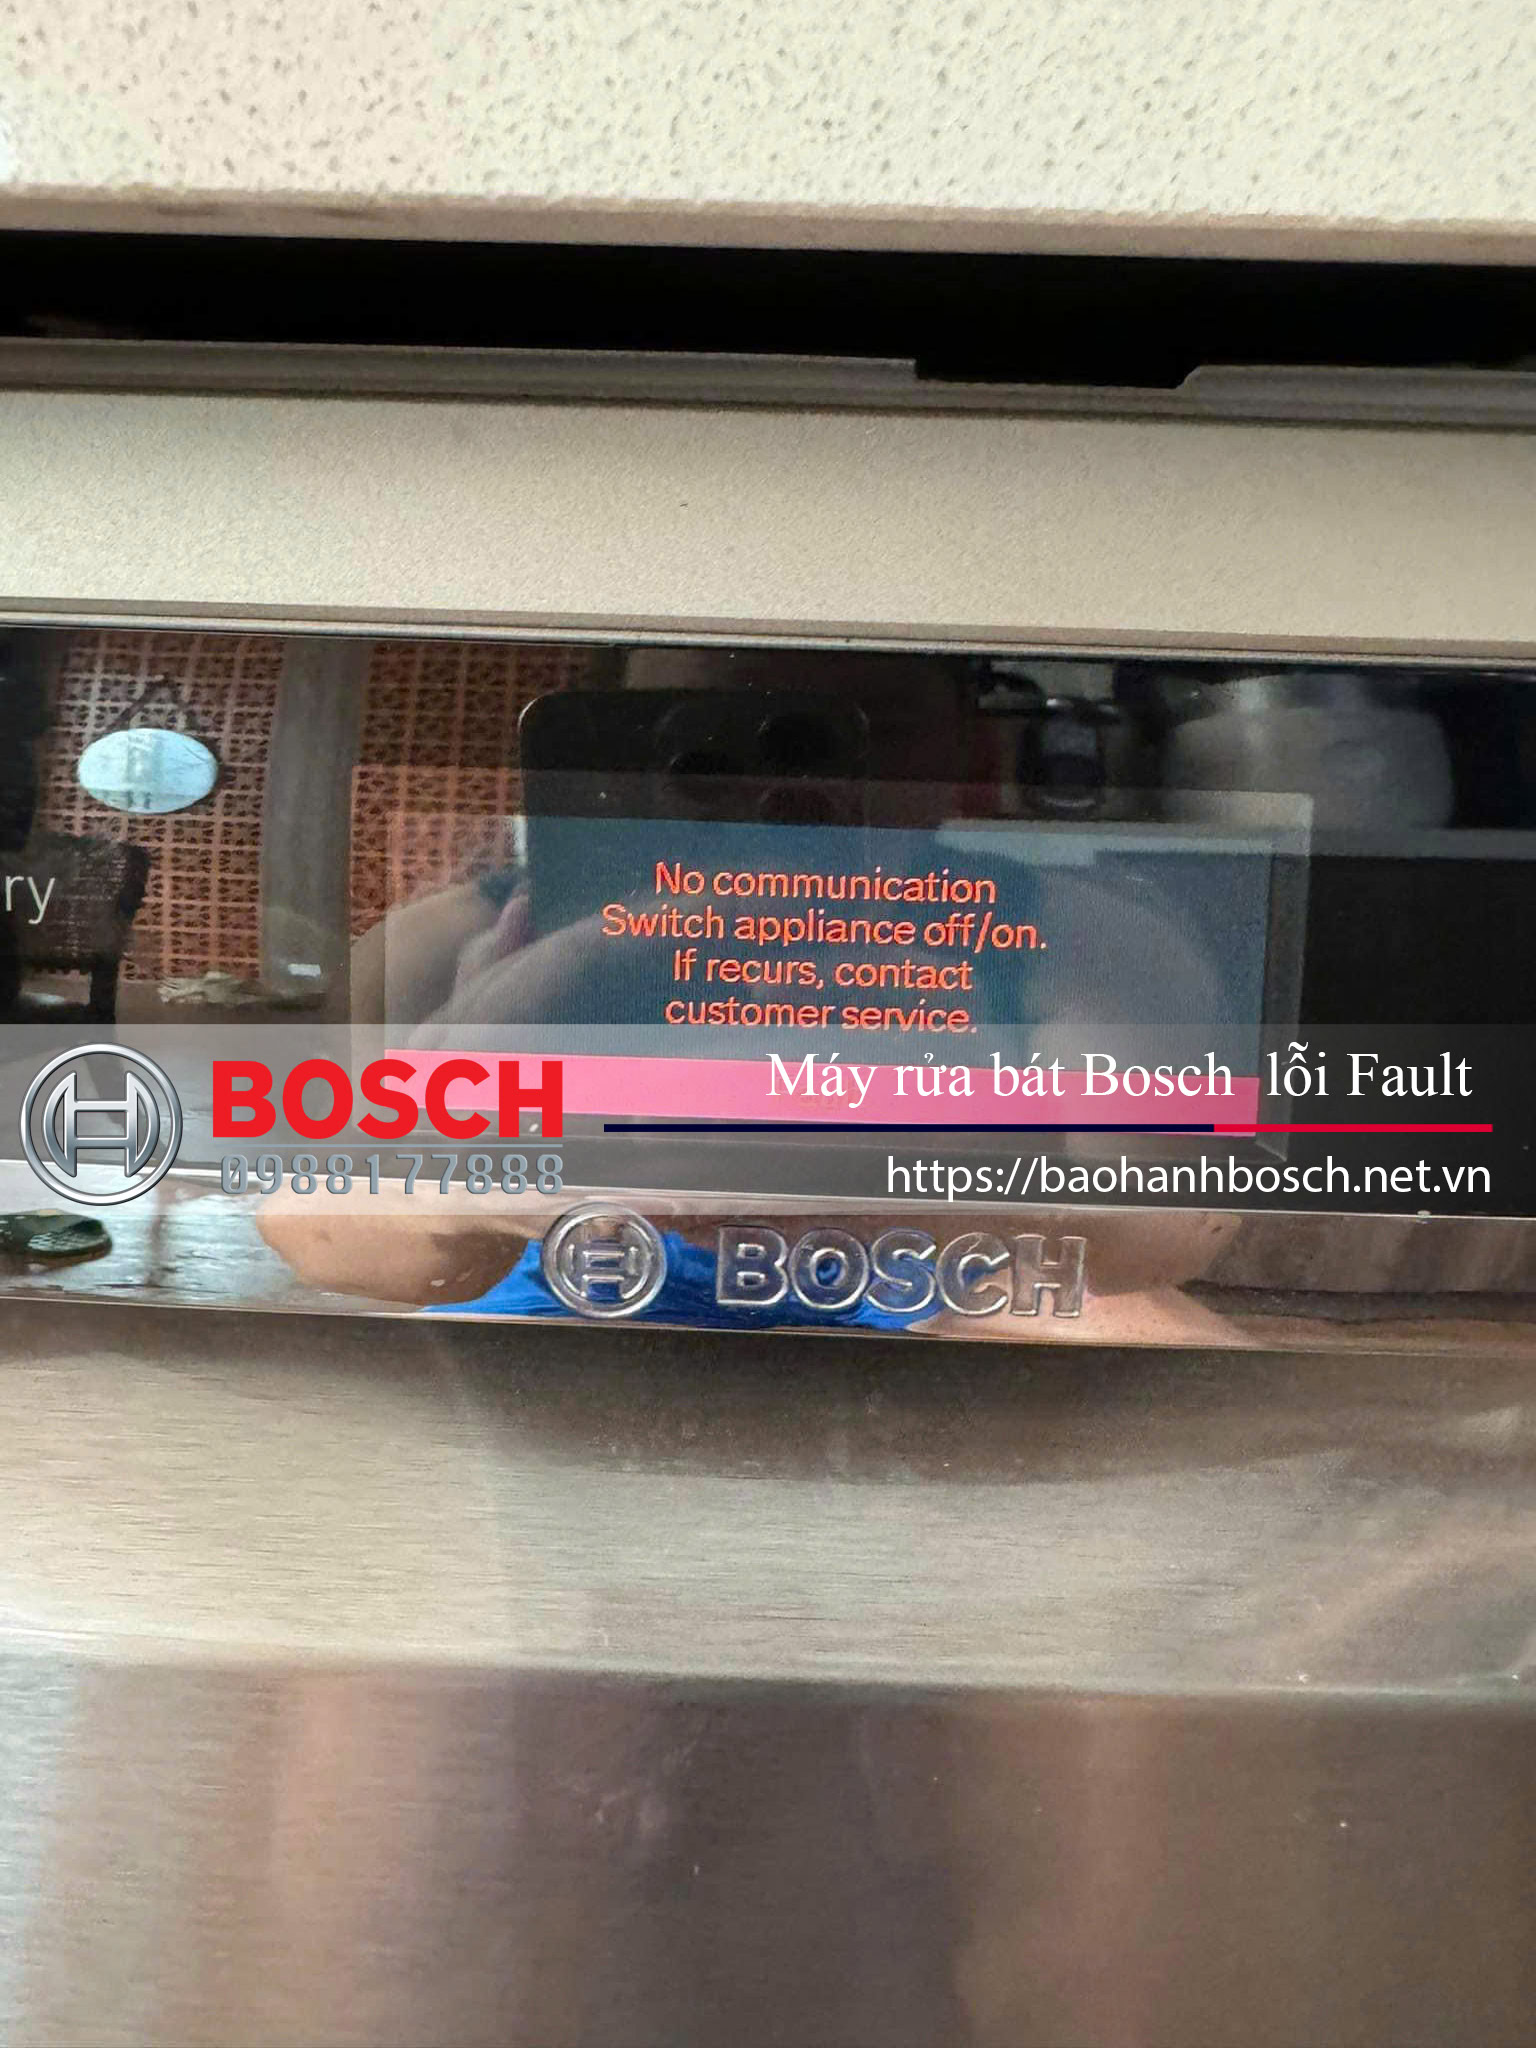 No communication
Switch appliance off/on.
If recurs, contact
customer service.
ry
BOSCH
0988177888
Máy rửa bát Bosch lỗi Fault
https://baohanhbosch.net.vn
BOSCH